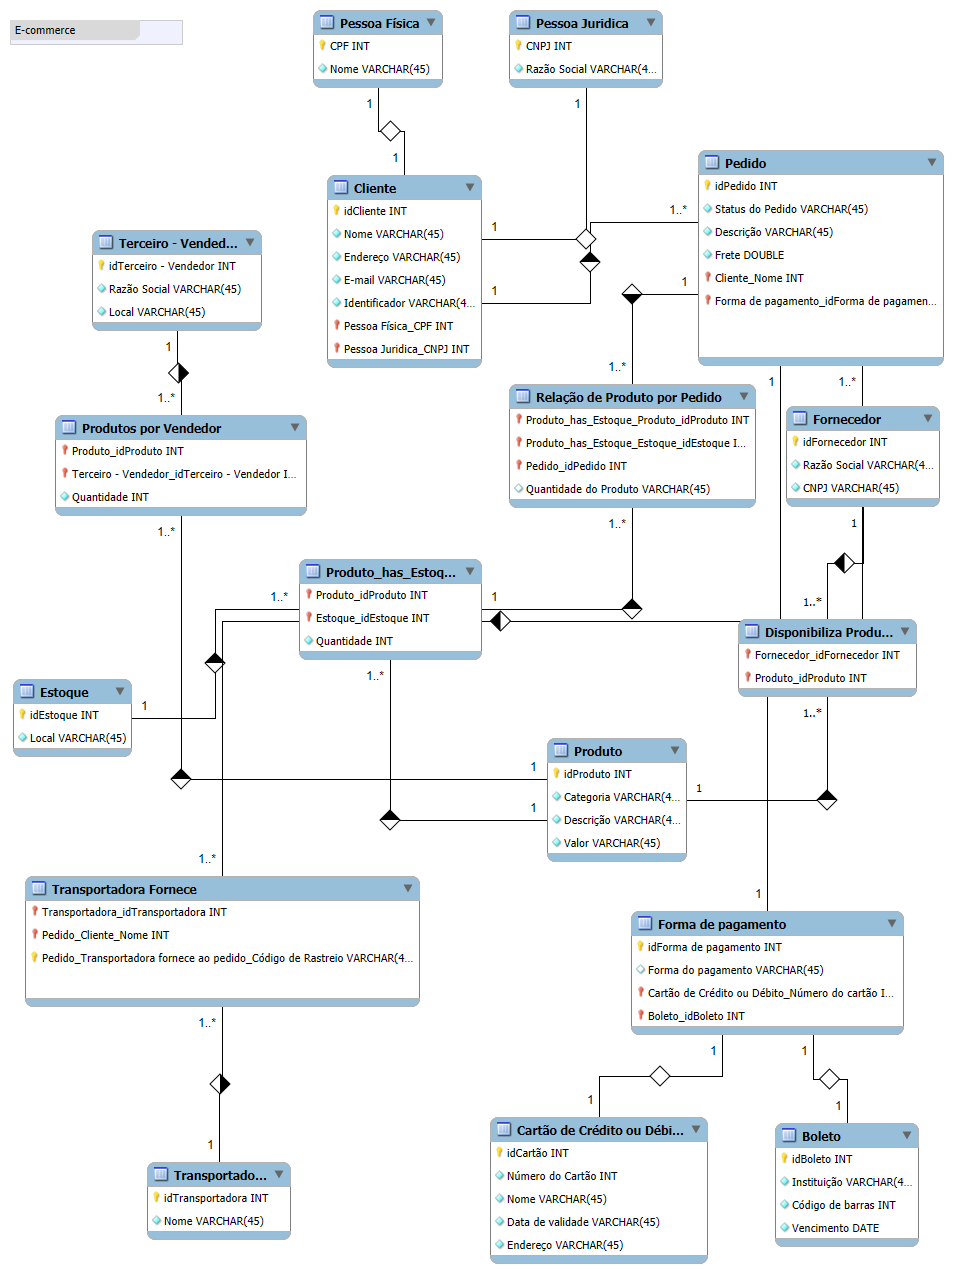 E-commerce
Pessoa Física
CPF INT
Nome VARCHAR(45)
Pessoa Juridica
CNPJ INT
Razão Social VARCHAR(4...
1
1
1
Cliente
idCliente INT
Nome VARCHAR(45)
Endereço VARCHAR(45)
E-mail VARCHAR(45)
Identificador VARCHAR(4...
Pessoa Física_CPF INT
Pessoa Juridica_CNPJ INT
1
1
Pedido
idPedido INT
Status do Pedido VARCHAR(45)
Descrição VARCHAR(45)
Frete DOUBLE
Cliente_Nome INT
Forma de pagamento_idForma de pagamen...
1..*
1
1
1..*
Terceiro - Vended...
idTerceiro - Vendedor INT
Razão Social VARCHAR(45)
Local VARCHAR(45)
1
1..*
Produtos por Vendedor
Produto_idProduto INT
Terceiro - Vendedor_idTerceiro - Vendedor I...
Quantidade INT
1..*
1..*
Relação de Produto por Pedido
Produto_has_Estoque_Produto_idProduto INT
Produto_has_Estoque_Estoque_idEstoque I...
Pedido_idPedido INT
Quantidade do Produto VARCHAR(45)
1..*
Fornecedor
idFornecedor INT
Razão Social VARCHAR(4...
CNPJ VARCHAR(45)
1
1..*
Produto_has_Estoq...
Produto_idProduto INT
Estoque_idEstoque INT
Quantidade INT
1..*
1
1..*
Disponibiliza Produ...
Fornecedor_idFornecedor INT
Produto_idProduto INT
1..*
Estoque
idEstoque INT
Local VARCHAR(45)
1
Produto
idProduto INT
Categoria VARCHAR(4...
Descrição VARCHAR(4...
Valor VARCHAR(45)
1
1
1
1..*
Transportadora Fornece
Transportadora_idTransportadora INT
Pedido_Cliente_Nome INT
Pedido_Transportadora fornece ao pedido_Código de Rastreio VARCHAR(4...
1..*
1
Forma de pagamento
idForma de pagamento INT
Forma do pagamento VARCHAR(45)
Cartão de Crédito ou Débito_Número do cartão I...
Boleto_idBoleto INT
1
1
1
1
1
Transportado...
idTransportadora INT
Nome VARCHAR(45)
Cartão de Crédito ou Débi...
idCartão INT
Número do Cartão INT
Nome VARCHAR(45)
Data de validade VARCHAR(45)
Endereço VARCHAR(45)
Boleto
idBoleto INT
Instituição VARCHAR(4...
Código de barras INT
Vencimento DATE